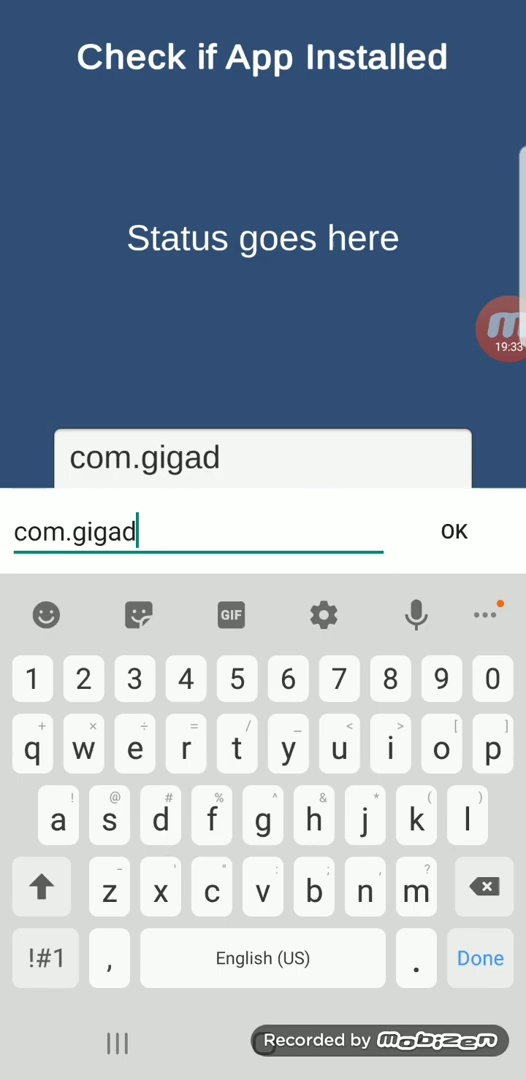 Check if App Installed
Status goes here
19:33
com.gigad
com.gigad OK
GIF
1 2 3 4 5 6 7 8 9 0
+ × ÷ = / _ < > [ ]
q w e r t y u i o p
! @ # % ^ & * ( )
a s d f g h j k l
- ' " : ; , ?
z x c v b n m
!#1 , English (US) . Done
Recorded by mobizen